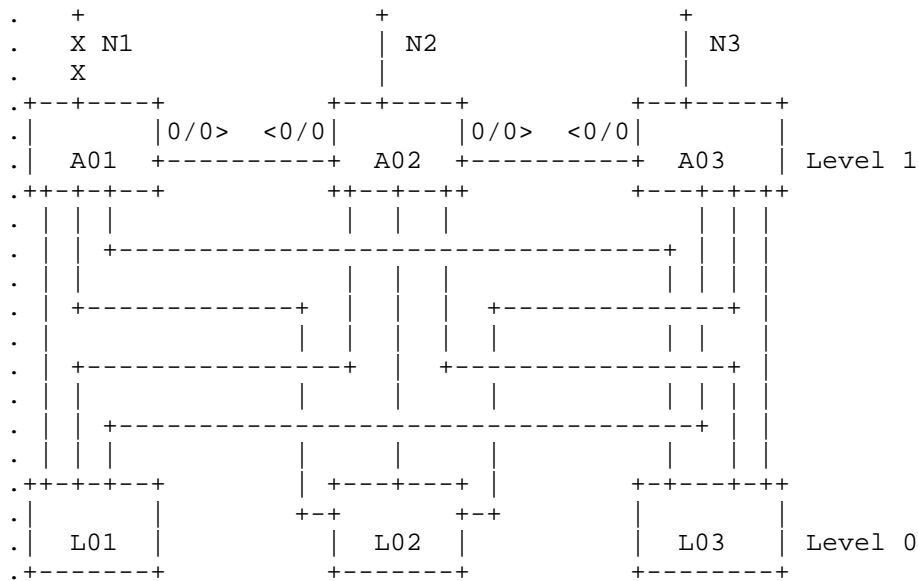 .   +                  +                  +
.   X N1               | N2               | N3
.   X                  |                  |
.+--+----+          +--+----+          +--+-----+
.|       |0/0>  <0/0|       |0/0>  <0/0|        |
.|  A01  +----------+  A02  +----------+  A03   | Level 1
.++-+-+--+          ++--+--++          +---+-+-++
. | | |              |  |  |               | | |
. | | +----------------------------------+ | | |
. | |                |  |  |             | | | |
. | +-------------+  |  |  |  +--------------+ |
. |               |  |  |  |  |          | |   |
. | +----------------+  |  +-----------------+ |
. | |             |     |     |          | | | |
. | | +------------------------------------+ | |
. | | |           |     |     |          |   | |
.++-+-+--+        | +---+---+ |        +-+---+-++
.|       |        +-+       +-+        |        |
.|  L01  |          |  L02  |          |  L03   | Level 0
.+-------+          +-------+          +--------+